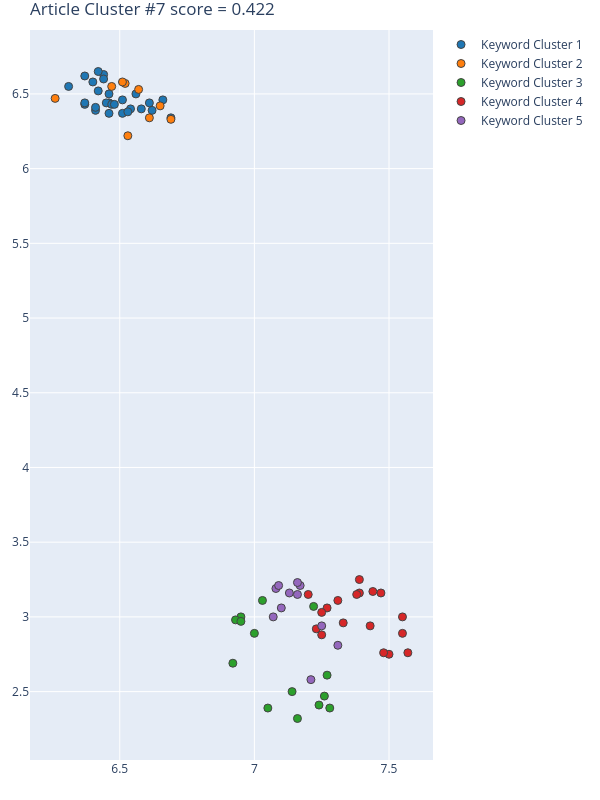 Article Cluster #7 score = 0.422
Keyword Cluster 1
Keyword Cluster 2
Keyword Cluster 3
Keyword Cluster 4
Keyword Cluster 5
6.5
6
5.5
5
4.5
4
3.5
3
2.5
6.5 7 7.5